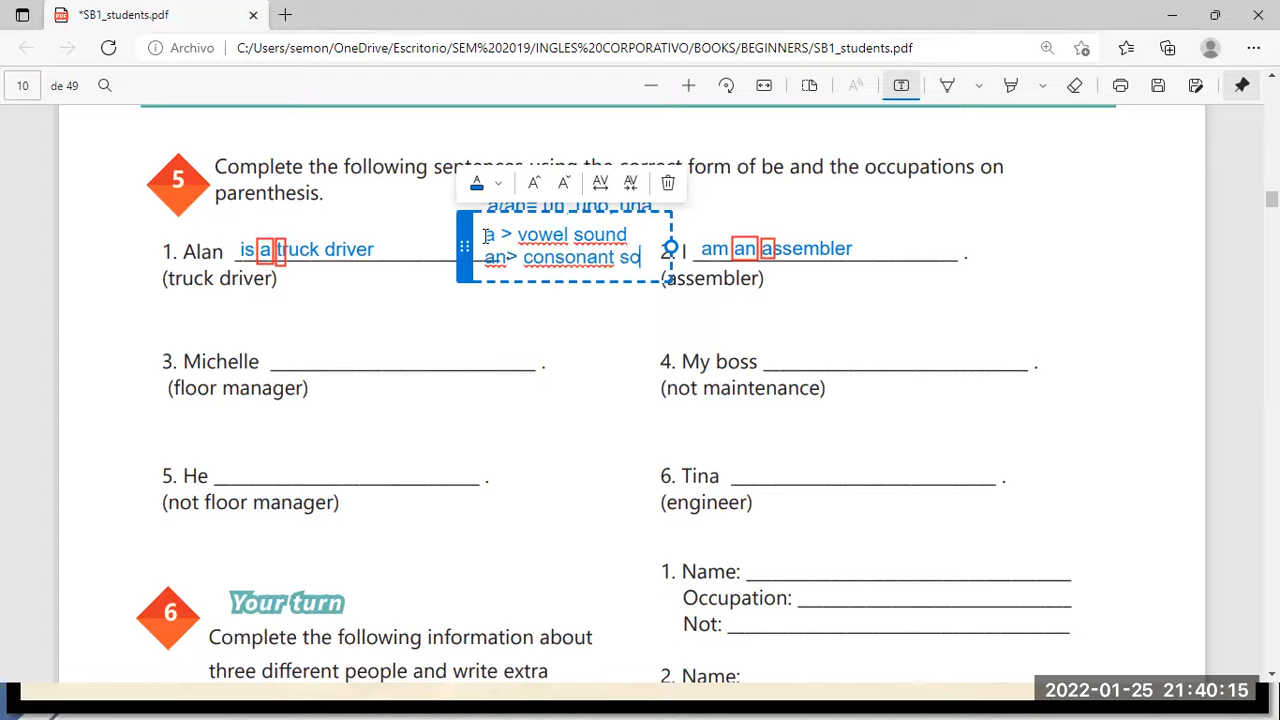 *SB1_students.pdf
Archivo C:/Users/semon/OneDrive/Escritorio/SEM%202019/INGLES%20CORPORATIVO/BOOKS/BEGINNERS/SB1_students.pdf
10 de 49
5 Complete the following sentences using the correct form of be and the occupations on
parenthesis.
a/an= un, uno, una
a > vowel sound
an> consonant so
1. Alan is a truck driver
(truck driver)
2. I am an assembler .
(assembler)
3. Michelle .
(floor manager)
4. My boss .
(not maintenance)
5. He .
(not floor manager)
6. Tina .
(engineer)
6 Your turn
Complete the following information about
three different people and write extra
1. Name:
Occupation:
Not:
2. Name:
2022-01-25 21:40:15